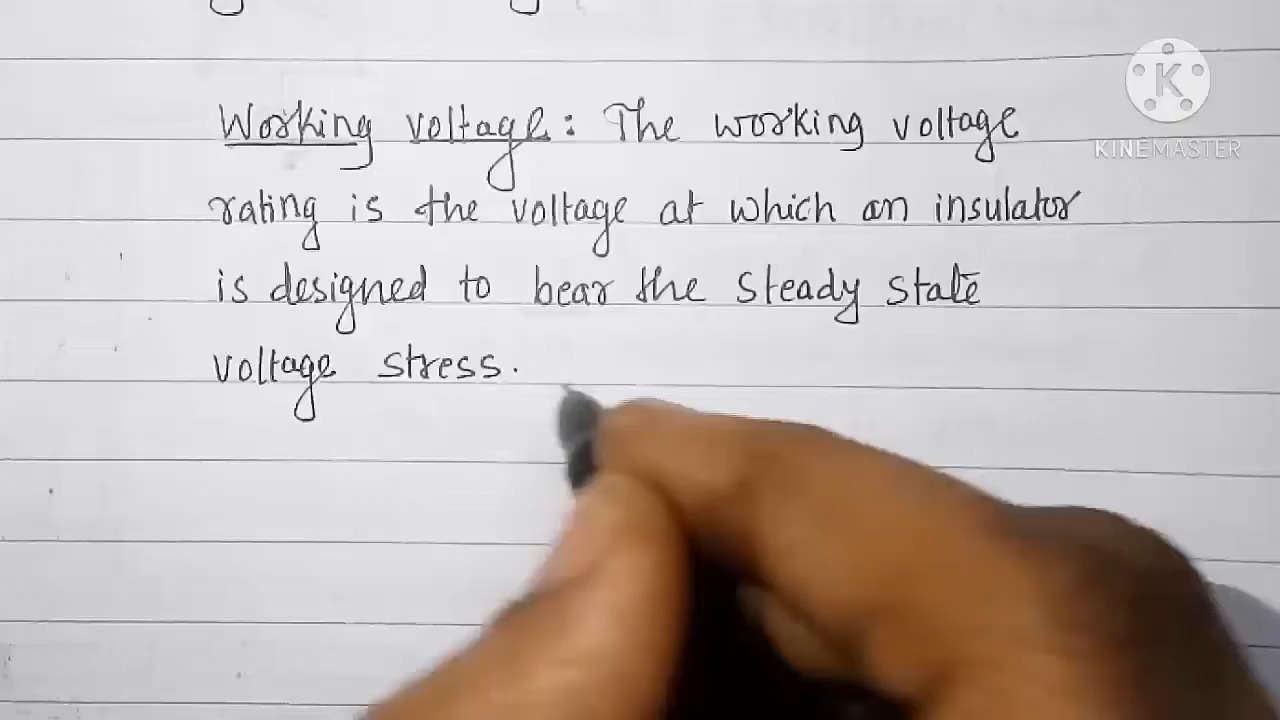 Working voltage: The working voltage
rating is the voltage at which an insulator
is designed to bear the steady state
voltage stress.
K
KINEMASTER